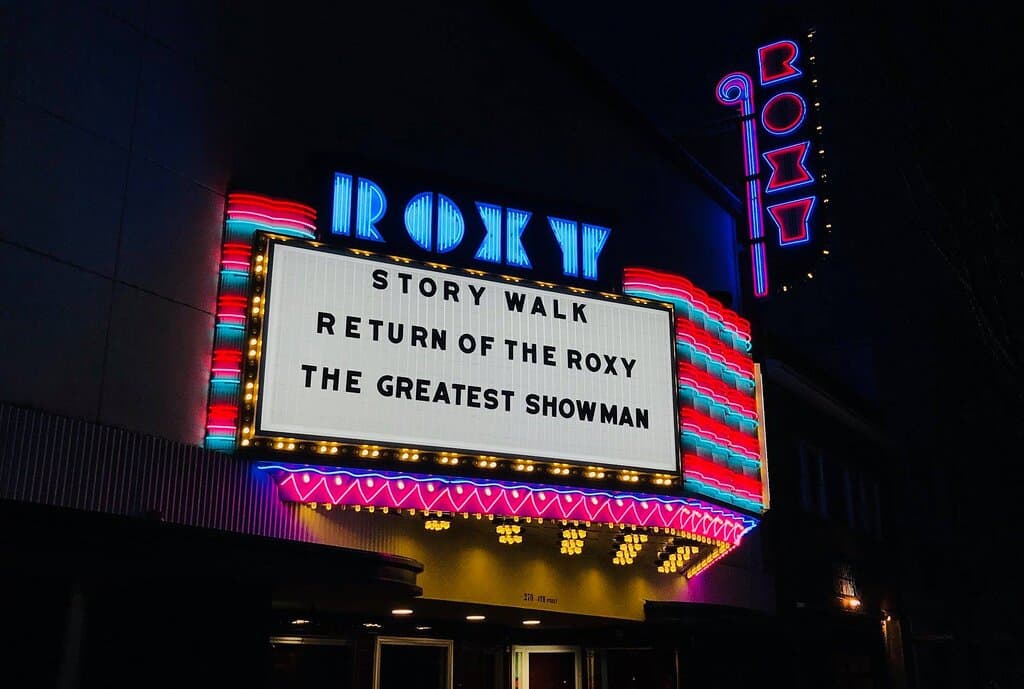 ROXY
ROXY
STORY WALK
RETURN OF THE ROXY
THE GREATEST SHOWMAN